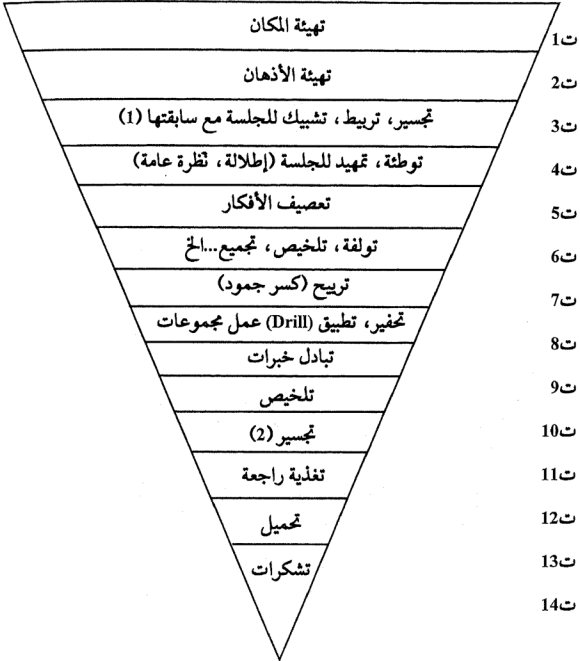 تهيئة المكان
ت1
تهيئة الأذهان
ت2
تجسير، تربيط، تشبيك للجلسة مع سابقتها (1)
ت3
توطئة، تمهيد للجلسة (إطلالة، نظرة عامة)
ت4
تعصيف الأفكار
ت5
تولفة، تلخيص، تجميع...الخ
ت6
ترييح (كسر جمود)
ت7
تحفير، تطبيق (Drill) عمل مجموعات
ت8
تبادل خبرات
ت9
تلخيص
ت10
تجسير (2)
ت11
تغذية راجعة
ت12
تحميل
ت13
تشكرات
ت14